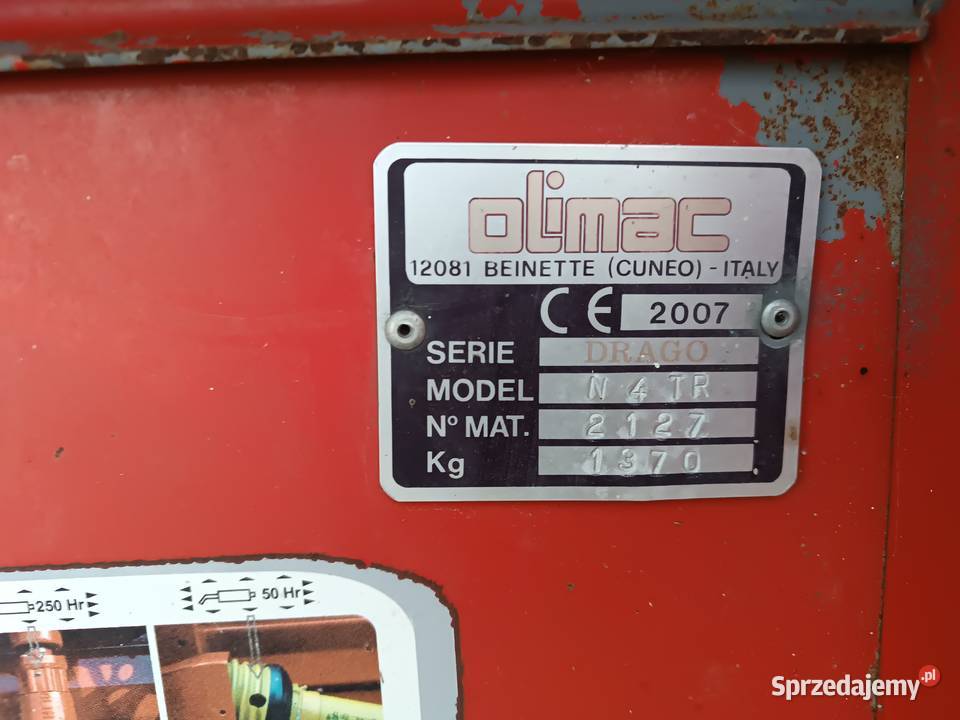 olimac
12081 BEINETTE (CUNEO) - ITALY
CE 2007
SERIE DRAGO
MODEL N 4 TR
Nº MAT. 2127
Kg 1370
250 Hr
50 Hr
Sprzedajemy.pl